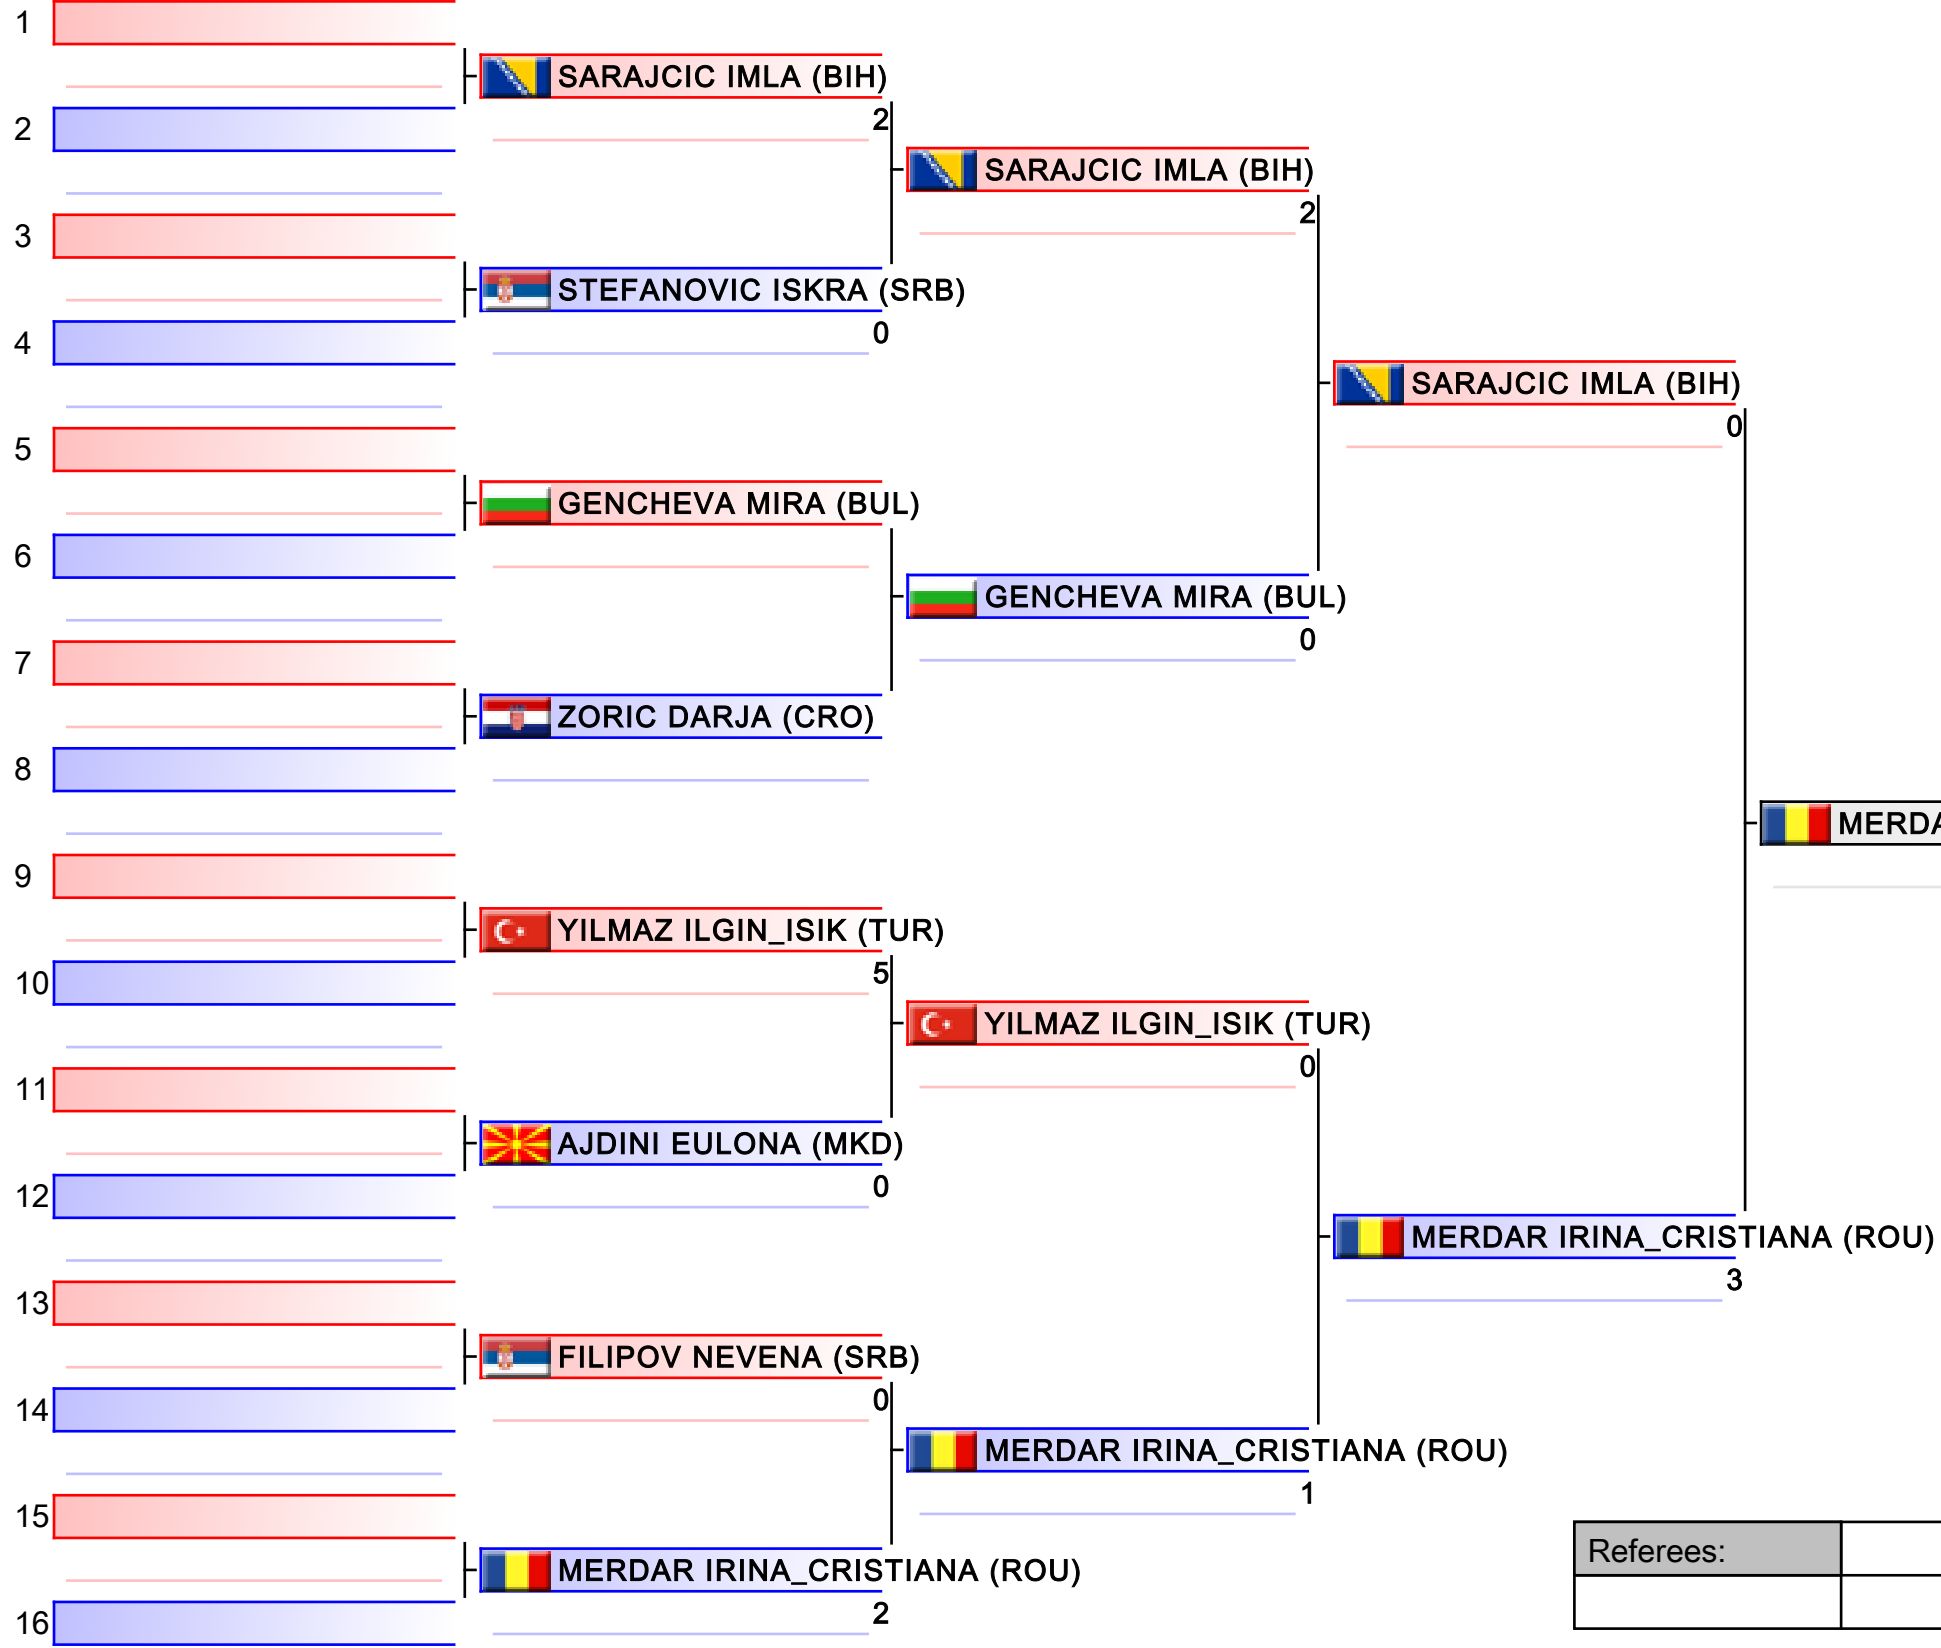 1
SARAJCIC IMLA (BIH)
2
2
SARAJCIC IMLA (BIH)
2
3
STEFANOVIC ISKRA (SRB)
0
4
SARAJCIC IMLA (BIH)
0
5
GENCHEVA MIRA (BUL)
6
GENCHEVA MIRA (BUL)
0
7
ZORIC DARJA (CRO)
8
MERDA
9
YILMAZ ILGIN_ISIK (TUR)
5
10
YILMAZ ILGIN_ISIK (TUR)
0
11
AJDINI EULONA (MKD)
0
12
MERDAR IRINA_CRISTIANA (ROU)
3
13
FILIPOV NEVENA (SRB)
0
14
MERDAR IRINA_CRISTIANA (ROU)
1
15
Referees:
MERDAR IRINA_CRISTIANA (ROU)
2
16